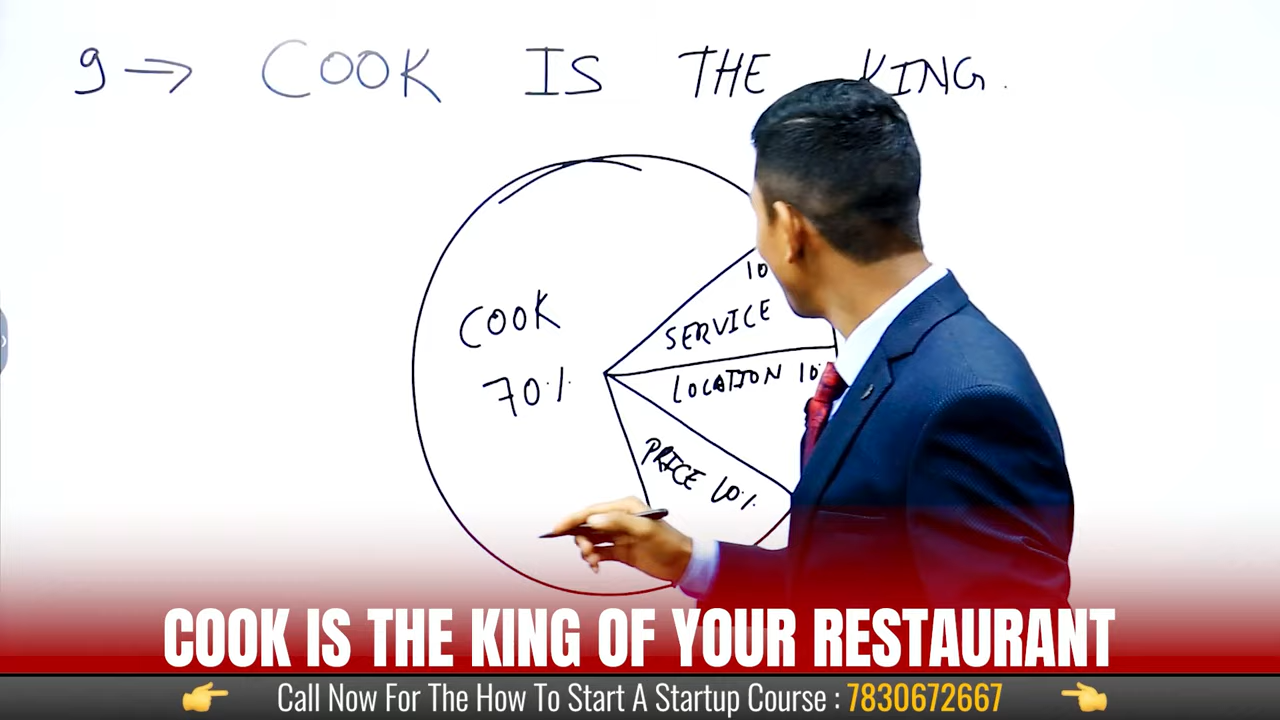 9 → COOK IS THE KING.
10
SERVICE
COOK
70%
LOCATION 10%
PRICE 10%
COOK IS THE KING OF YOUR RESTAURANT
👉 Call Now For The How To Start A Startup Course : 7830672667 👈